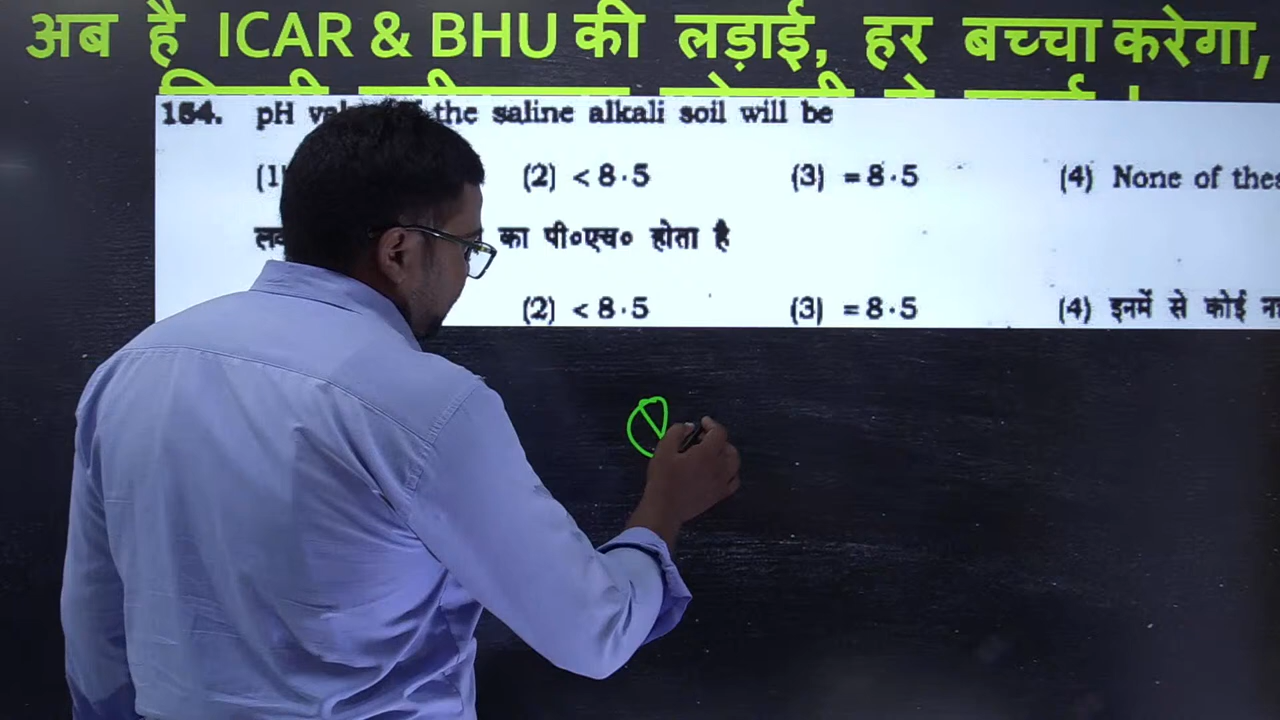 अब है ICAR & BHU की लड़ाई, हर बच्चा करेगा,
164. pH the saline alkali soil will be
(1) (2) < 8·5 (3) = 8·5 (4) None of
का पी०एच० होता है
(2) < 8·5 (3) = 8·5 (4) इनमें से कोई